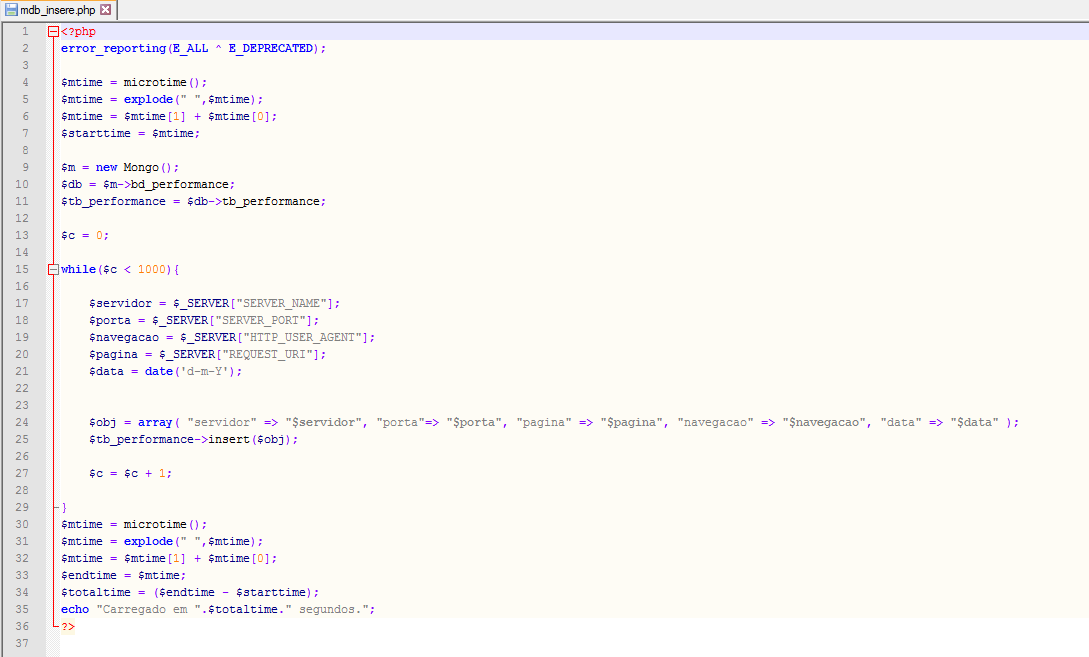 mdb_insere.php
1 <?php
2 error_reporting(E_ALL ^ E_DEPRECATED);
3
4 $mtime = microtime();
5 $mtime = explode(" ",$mtime);
6 $mtime = $mtime[1] + $mtime[0];
7 $starttime = $mtime;
8
9 $m = new Mongo();
10 $db = $m->bd_performance;
11 $tb_performance = $db->tb_performance;
12
13 $c = 0;
14
15 while($c < 1000){
16
17     $servidor = $_SERVER["SERVER_NAME"];
18     $porta = $_SERVER["SERVER_PORT"];
19     $navegacao = $_SERVER["HTTP_USER_AGENT"];
20     $pagina = $_SERVER["REQUEST_URI"];
21     $data = date('d-m-Y');
22
23
24     $obj = array( "servidor" => "$servidor", "porta"=> "$porta", "pagina" => "$pagina", "navegacao" => "$navegacao", "data" => "$data" );
25     $tb_performance->insert($obj);
26
27     $c = $c + 1;
28
29 }
30 $mtime = microtime();
31 $mtime = explode(" ",$mtime);
32 $mtime = $mtime[1] + $mtime[0];
33 $endtime = $mtime;
34 $totaltime = ($endtime - $starttime);
35 echo "Carregado em ".$totaltime." segundos.";
36 ?>
37